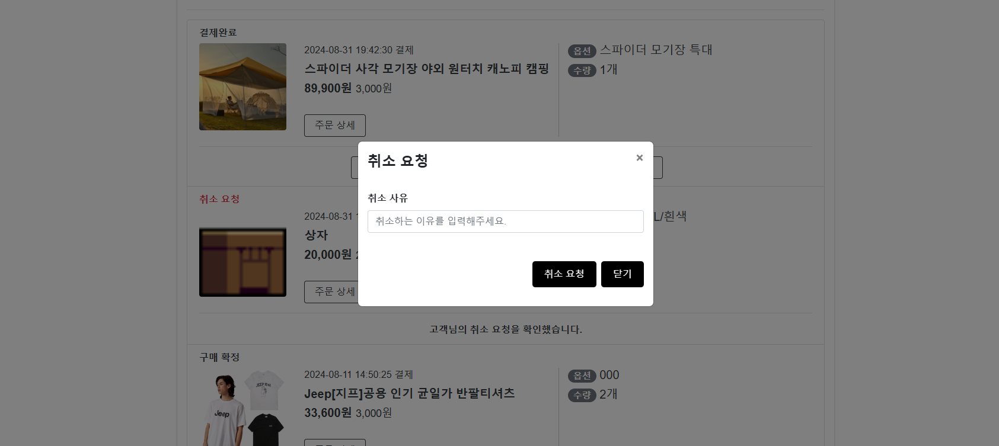 결제완료
2024-08-31 19:42:30 결제
스파이더 사각 모기장 야외 원터치 캐노피 캠핑
89,900원 3,000원
주문 상세
옵션 스파이더 모기장 특대
수량 1개
취소 요청
×
취소 사유
취소하는 이유를 입력해주세요.
취소 요청
닫기
취소 요청
2024-08-31
상자
20,000원
주문 상세
L/흰색
고객님의 취소 요청을 확인했습니다.
구매 확정
2024-08-11 14:50:25 결제
Jeep[지프]공용 인기 균일가 반팔티셔츠
33,600원 3,000원
옵션 000
수량 2개
Jeep